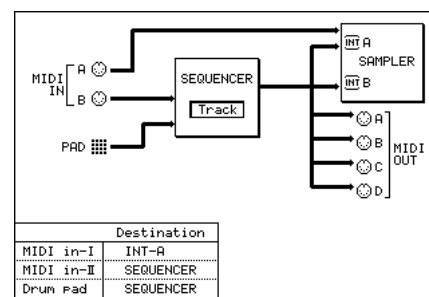 INT A
SAMPLER
INT B
MIDI IN
A
B
SEQUENCER
Track
PAD
A
B
C
D
MIDI OUT
Destination
MIDI in-I INT-A
MIDI in-II SEQUENCER
Drum pad SEQUENCER